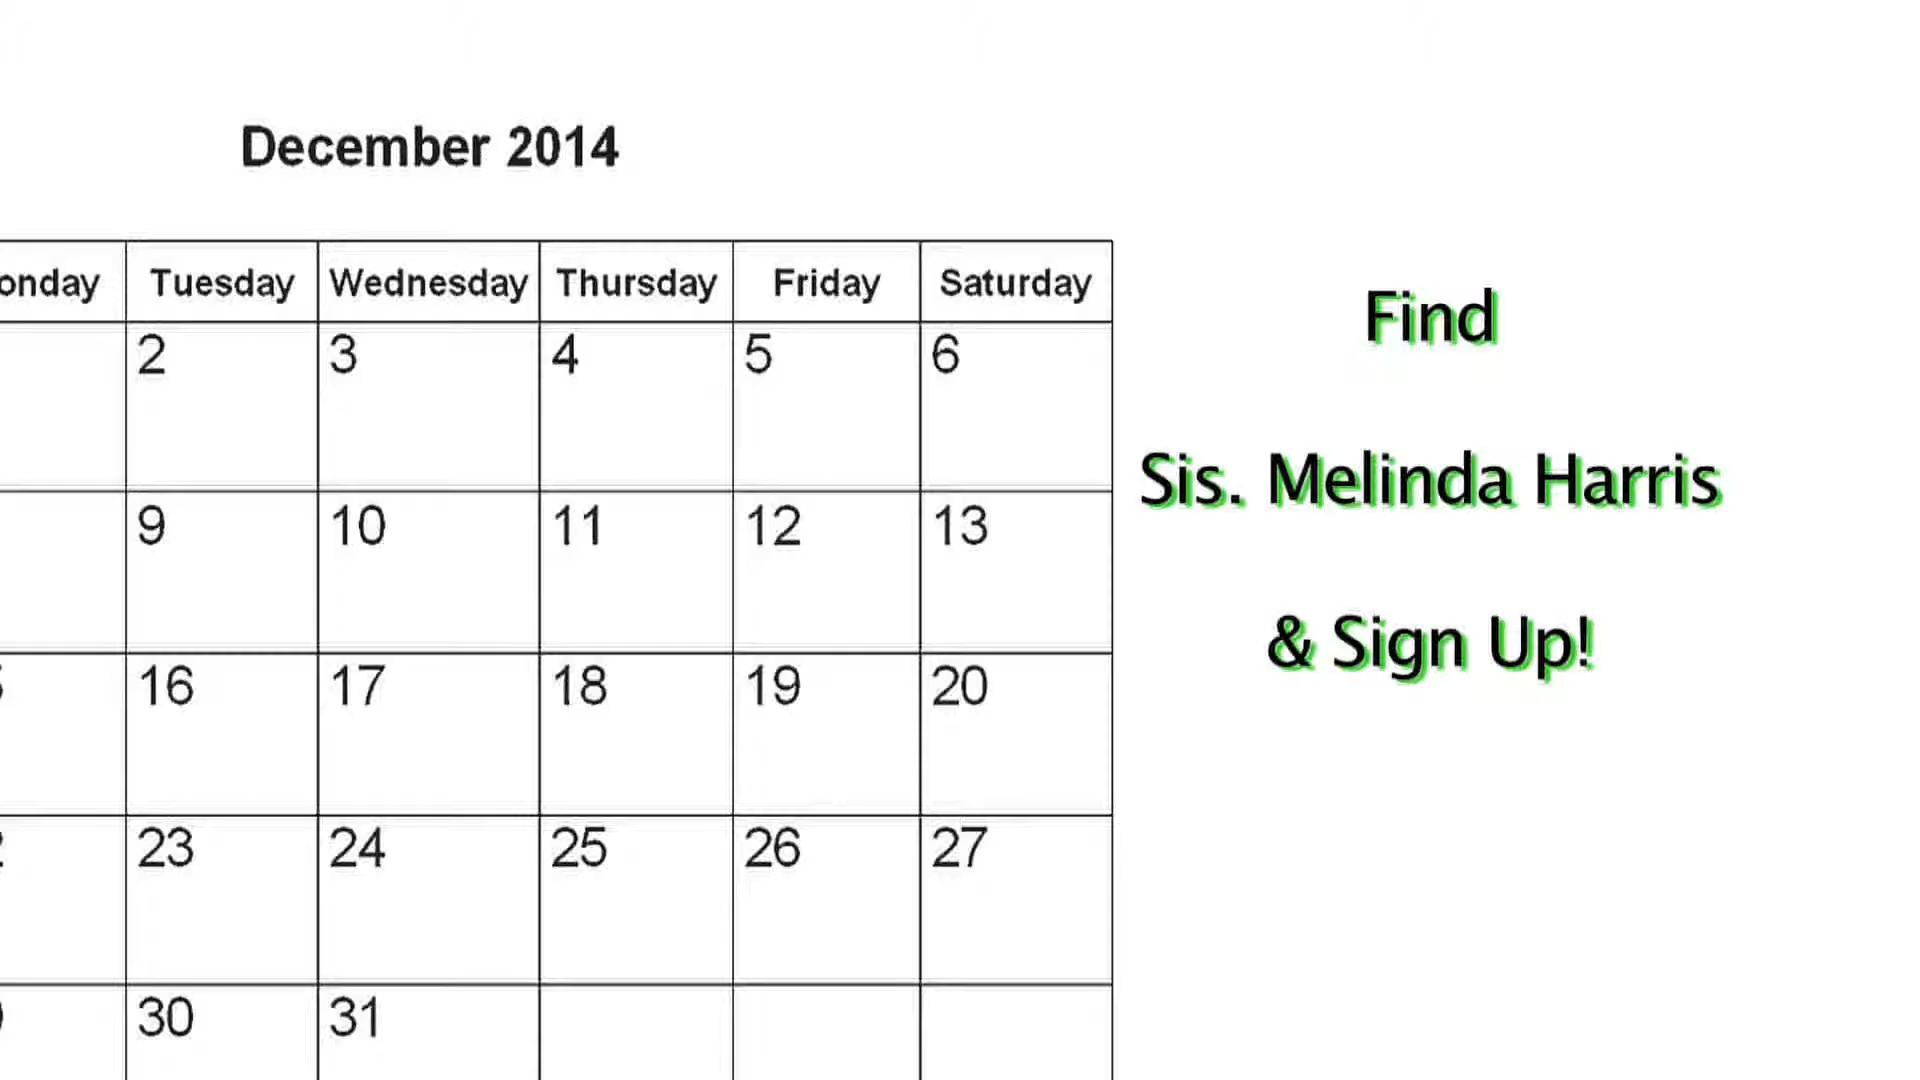 December 2014
onday Tuesday Wednesday Thursday Friday Saturday
2 3 4 5 6
9 10 11 12 13
16 17 18 19 20
23 24 25 26 27
30 31
Find
Sis. Melinda Harris
& Sign Up!